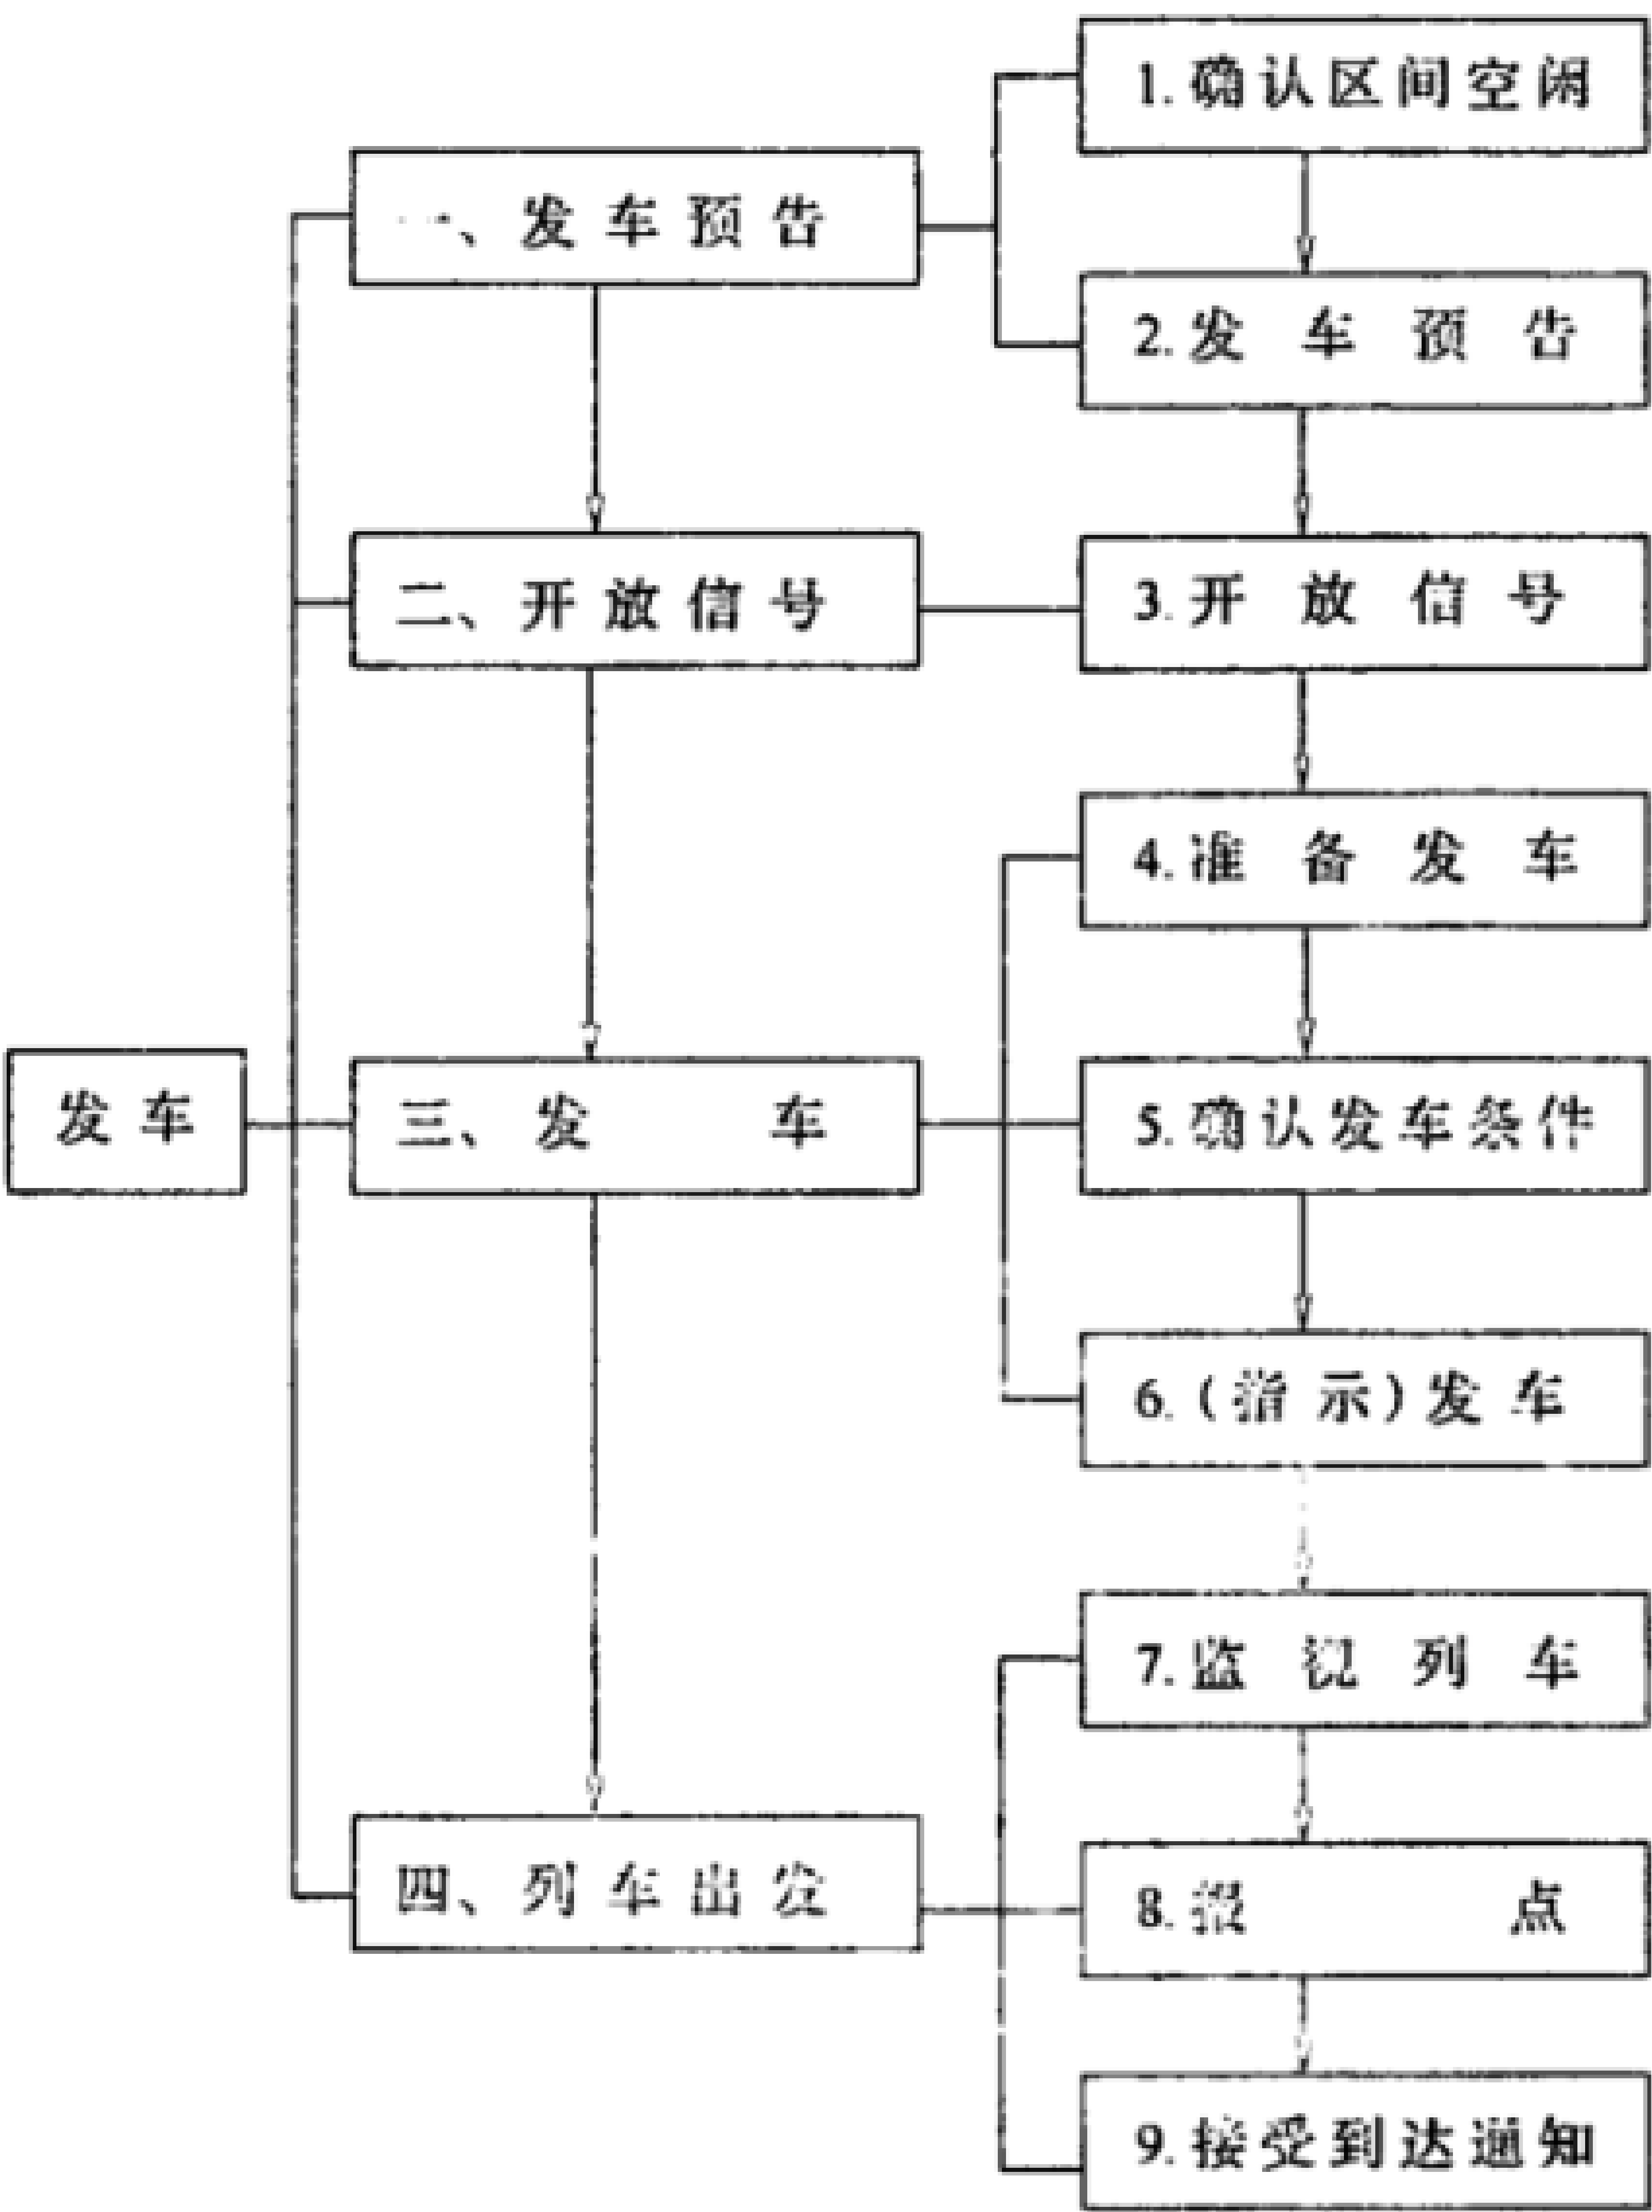 发车
一、发车预告
1.确认区间空闲
2.发车预告
二、开放信号
3.开放信号
三、发车
4.准备发车
5.确认发车条件
6.(指示)发车
四、列车出发
7.监视列车
8.报点
9.接受到达通知